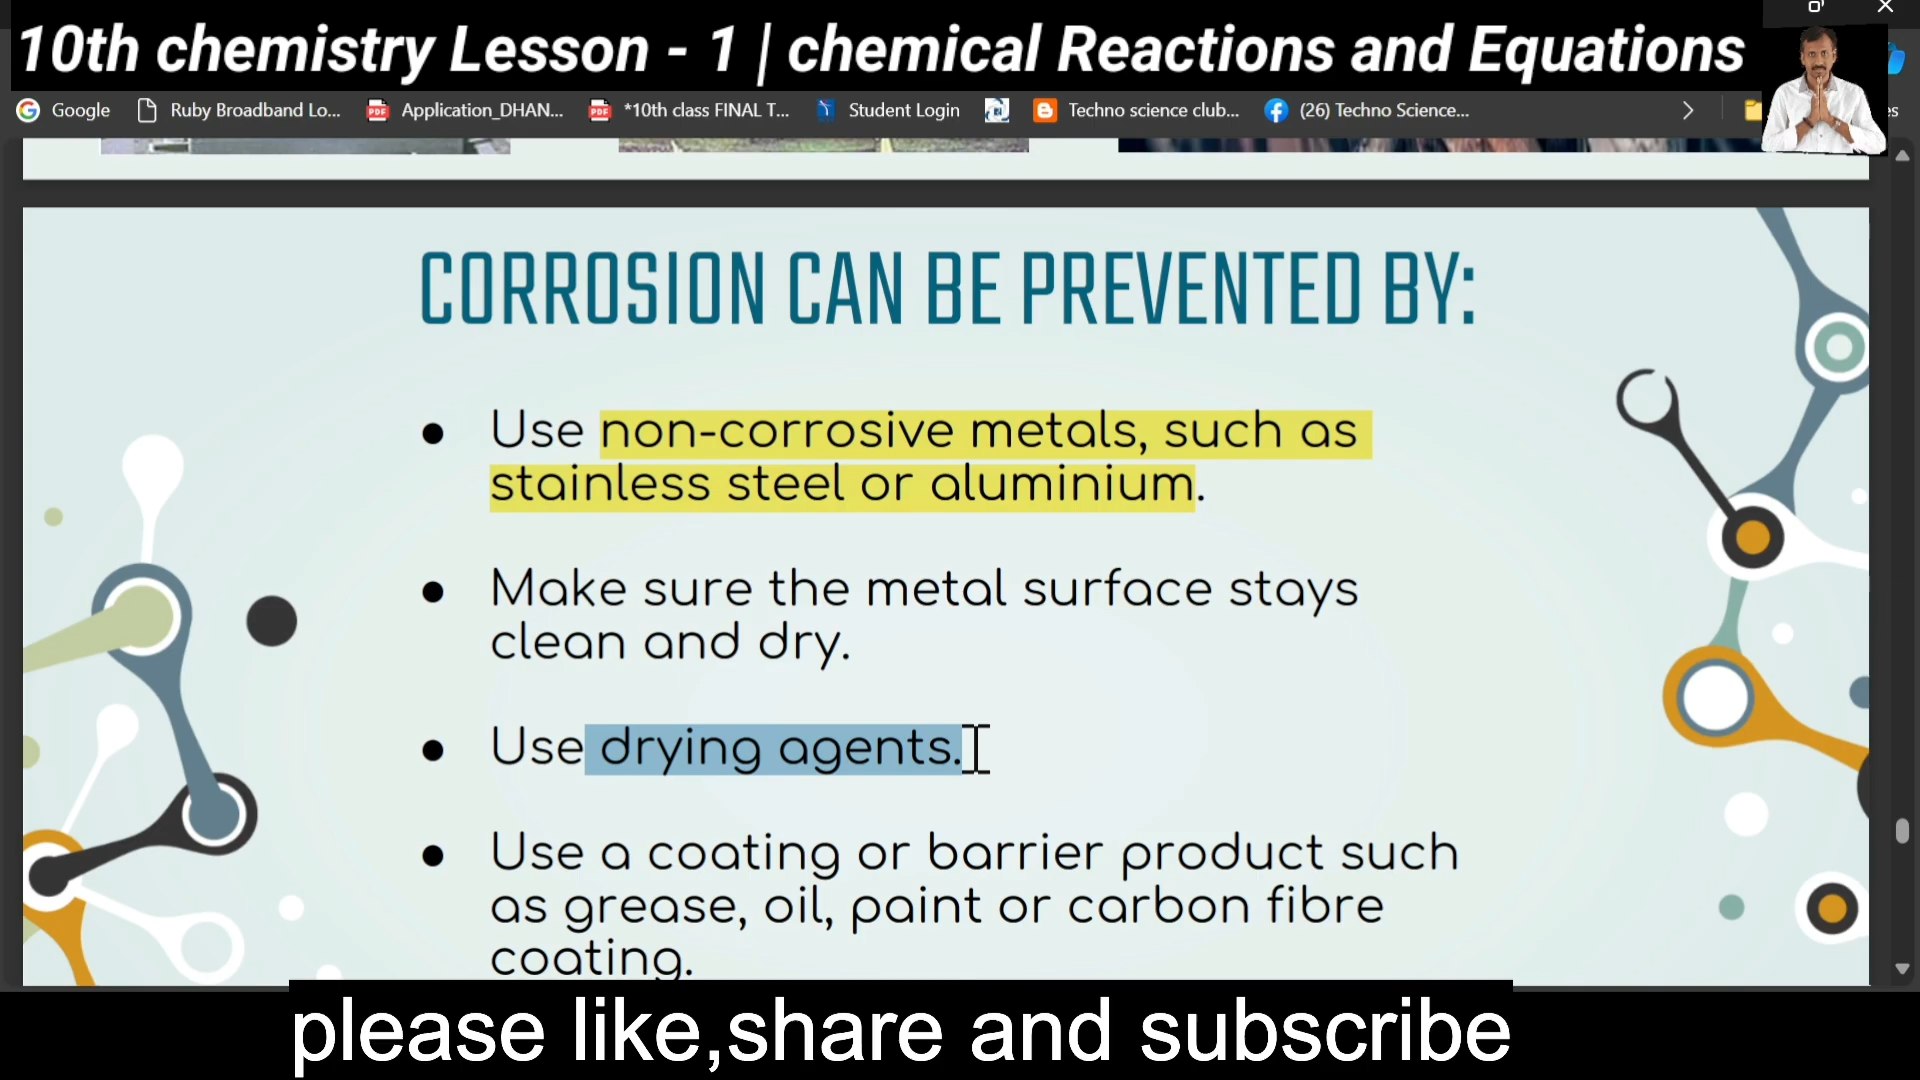 10th chemistry Lesson - 1 | chemical Reactions and Equations
Google Ruby Broadband Lo... Application_DHAN... *10th class FINAL T... Student Login Techno science club... (26) Techno Science... es
CORROSION CAN BE PREVENTED BY:
● Use non-corrosive metals, such as
stainless steel or aluminium.
● Make sure the metal surface stays
clean and dry.
● Use drying agents.
● Use a coating or barrier product such
as grease, oil, paint or carbon fibre
coating.
please like,share and subscribe